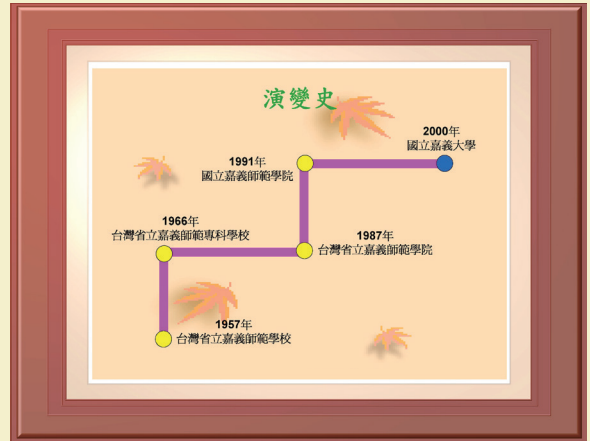 演變史
2000年
國立嘉義大學
1991年
國立嘉義師範學院
1966年
台灣省立嘉義師範專科學校
1987年
台灣省立嘉義師範學院
1957年
台灣省立嘉義師範學校